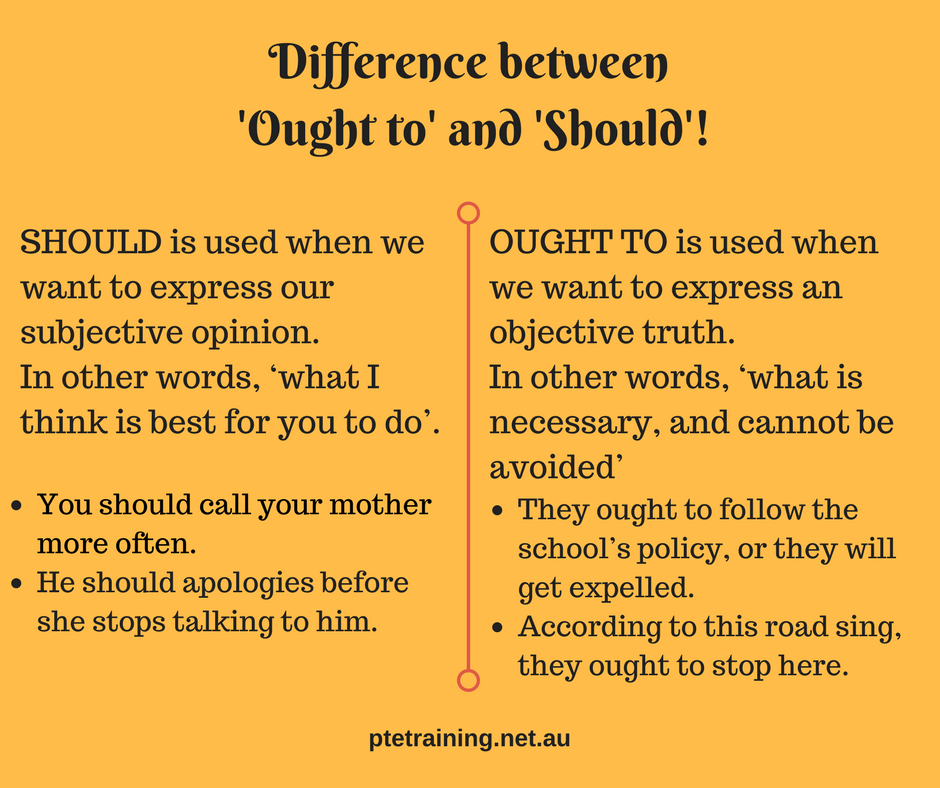 Difference between
'Ought to' and 'Should'!
SHOULD is used when we
want to express our
subjective opinion.
In other words, ‘what I
think is best for you to do’.
• You should call your mother
more often.
• He should apologies before
she stops talking to him.
OUGHT TO is used when
we want to express an
objective truth.
In other words, ‘what is
necessary, and cannot be
avoided’
• They ought to follow the
school’s policy, or they will
get expelled.
• According to this road sing,
they ought to stop here.
ptetraining.net.au